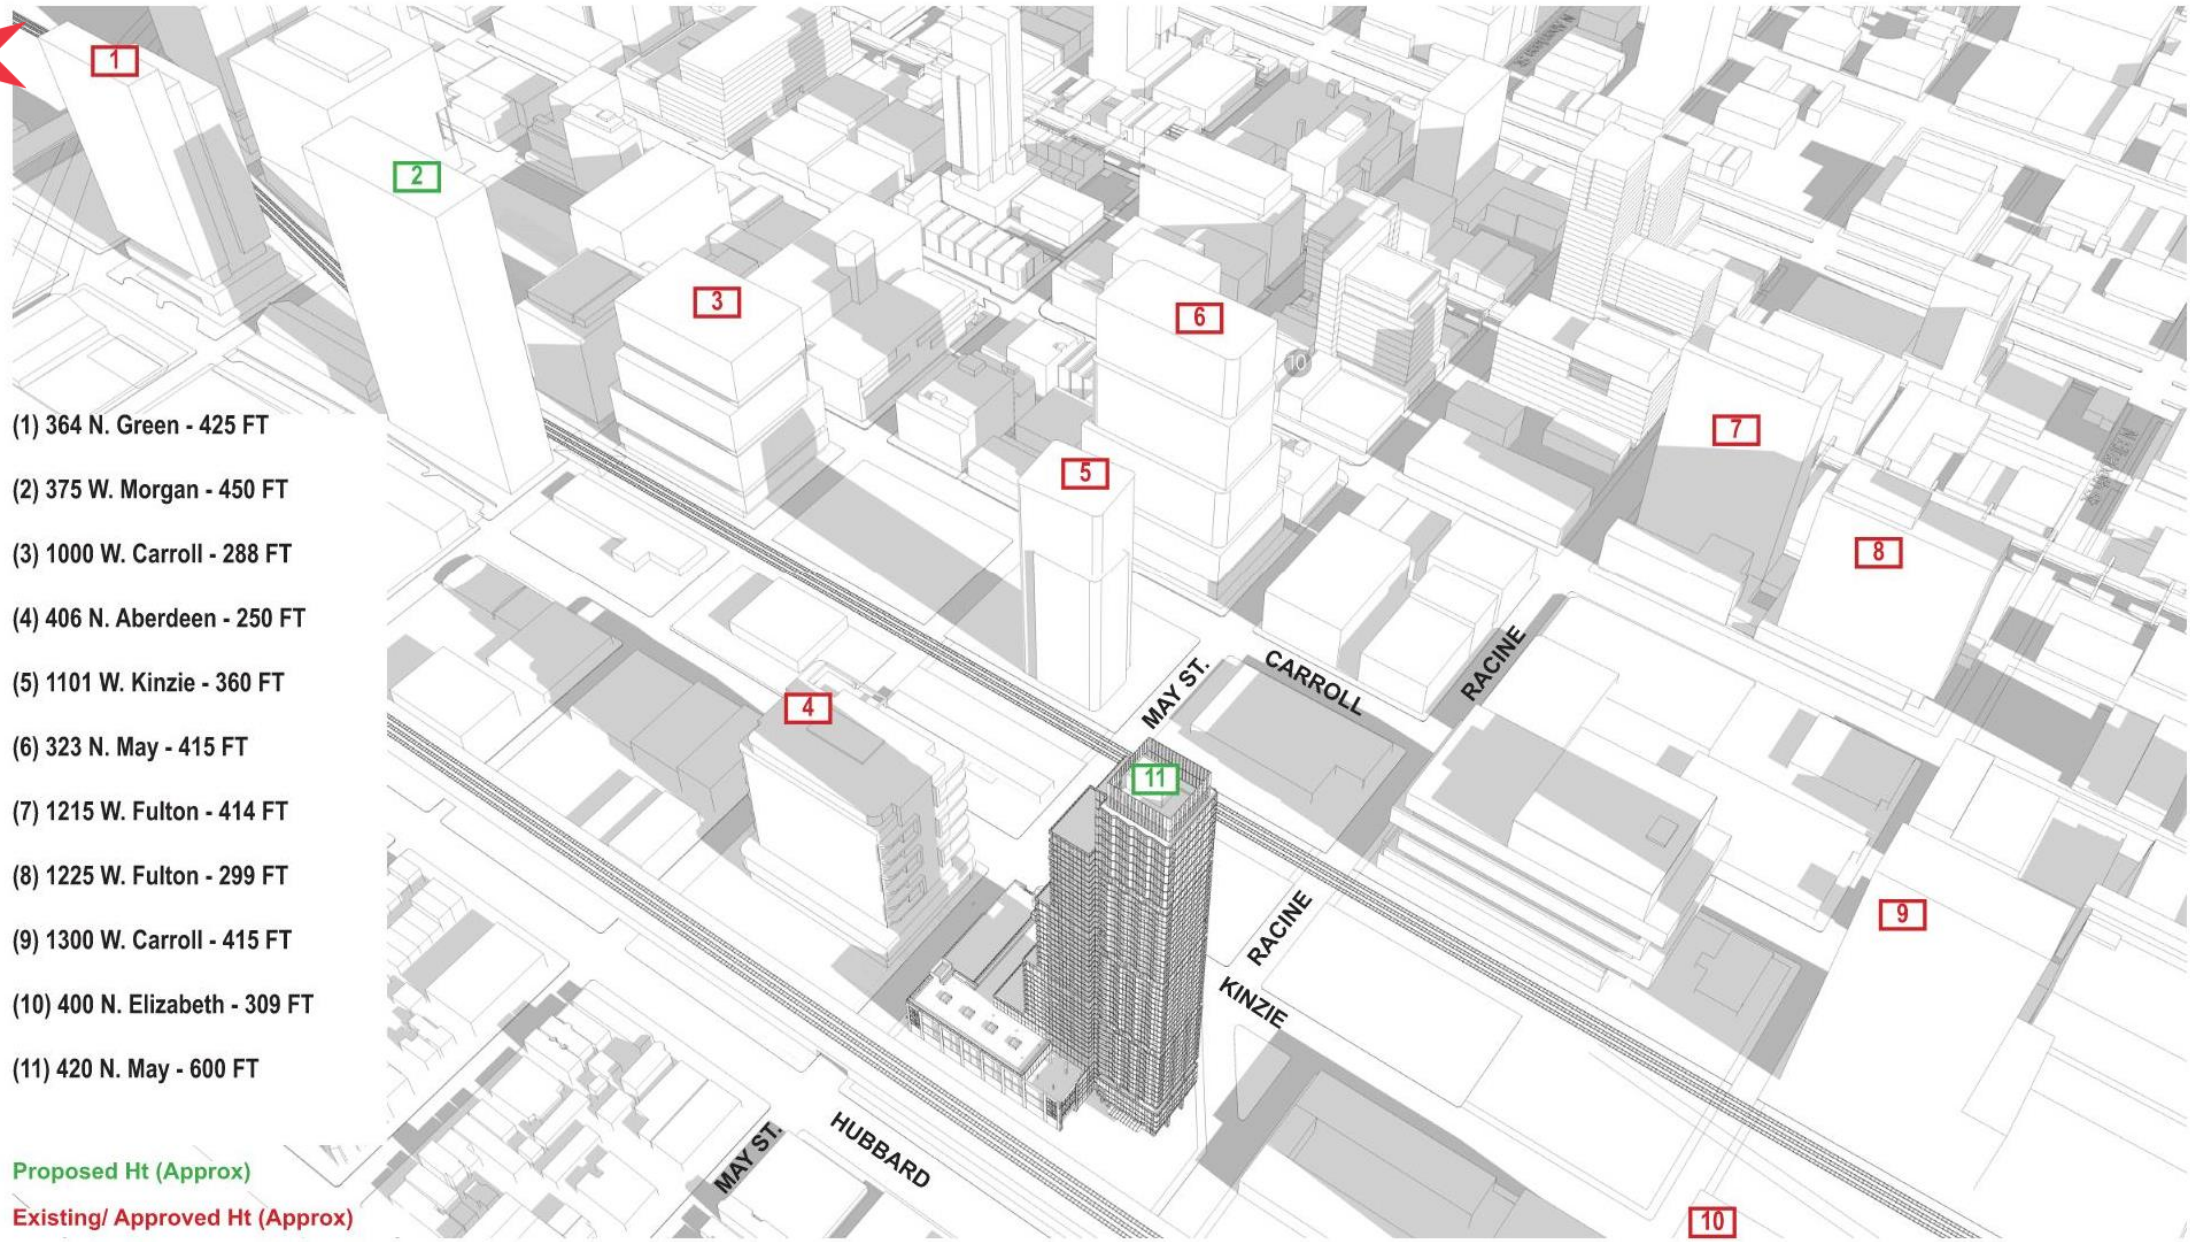 1
2
3
6
10
7
5
8
(1) 364 N. Green - 425 FT
(2) 375 W. Morgan - 450 FT
(3) 1000 W. Carroll - 288 FT
(4) 406 N. Aberdeen - 250 FT
(5) 1101 W. Kinzie - 360 FT
(6) 323 N. May - 415 FT
(7) 1215 W. Fulton - 414 FT
(8) 1225 W. Fulton - 299 FT
(9) 1300 W. Carroll - 415 FT
(10) 400 N. Elizabeth - 309 FT
(11) 420 N. May - 600 FT
MAY ST.
CARROLL
RACINE
4
11
9
RACINE
KINZIE
MAY ST.
HUBBARD
10
Proposed Ht (Approx)
Existing/ Approved Ht (Approx)